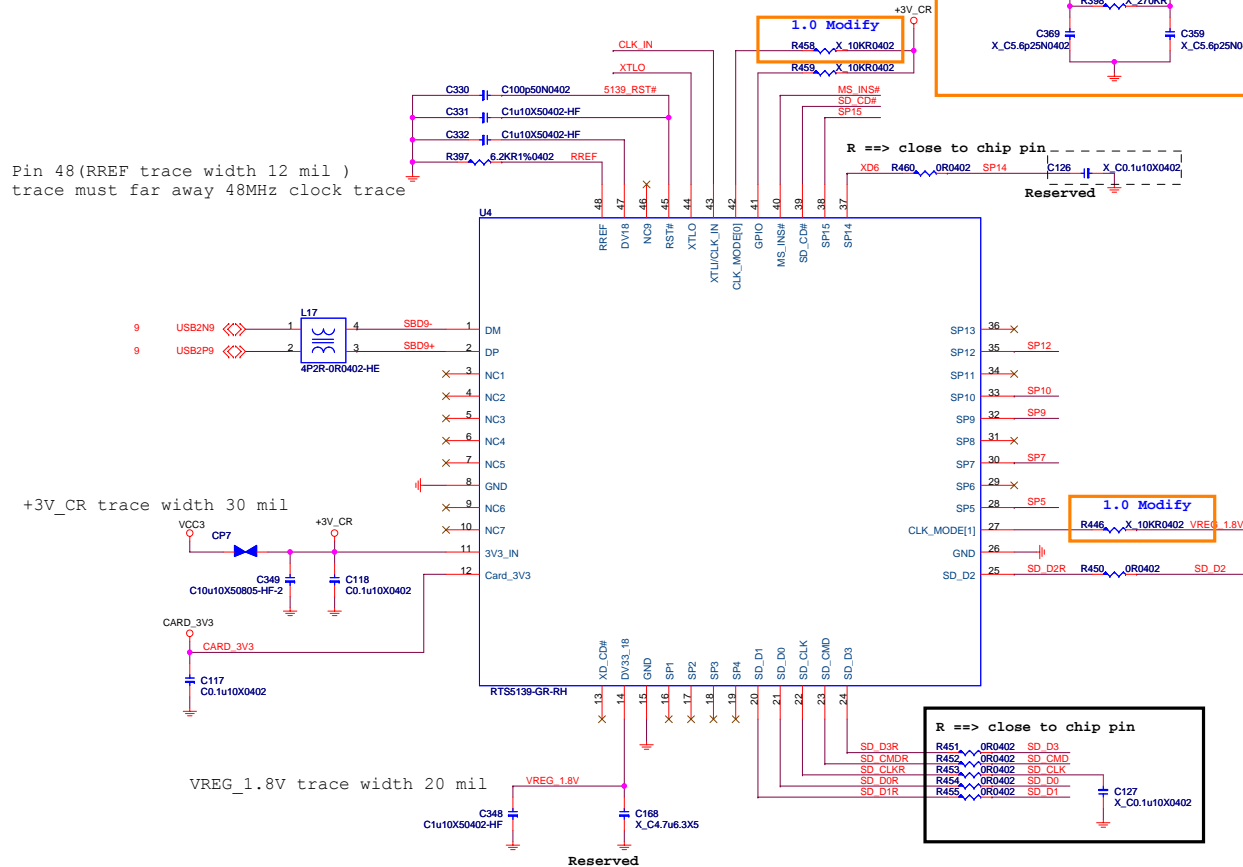 R398 X_270KR
+3V_CR
1.0 Modify
C369
X_C5.6p25N0402
C359
X_C5.6p25N0
CLK_IN
R458 X_10KR0402
XTLO
R459 X_10KR0402
C330 C100p50N0402 5139_RST#
MS_INS#
C331 C1u10X50402-HF
SD_CD#
SP15
C332 C1u10X50402-HF
R397 6.2KR1%0402 RREF
R ==> close to chip pin
XD6 R460 0R0402 SP14 C126 X_C0.1u10X0402
Reserved
Pin 48(RREF trace width 12 mil )
trace must far away 48MHz clock trace
48 47 46 45 44 43 42 41 40 39 38 37
U4
RREF DV18 NC9 RST# XTLO XTLI/CLK_IN CLK_MODE[0] GPIO MS_INS# SD_CD# SP15 SP14
L17
9 USB2N9 1 4 SBD9- 1 DM
9 USB2P9 2 3 SBD9+ 2 DP
4P2R-0R0402-HE
3 NC1
4 NC2
5 NC3
6 NC4
7 NC5
8 GND
9 NC6
10 NC7
11 3V3_IN
12 Card_3V3
SP13 36
SP12 35 SP12
SP11 34
SP10 33 SP10
SP9 32 SP9
SP8 31
SP7 30 SP7
SP6 29
SP5 28 SP5
CLK_MODE[1] 27
GND 26
SD_D2 25 SD_D2R R450 0R0402 SD_D2
1.0 Modify
R446 X_10KR0402 VREG_1.8V
+3V_CR trace width 30 mil
VCC3
+3V_CR
CP7
C349
C10u10X50805-HF-2
C118
C0.1u10X0402
CARD_3V3
CARD_3V3
C117
C0.1u10X0402
XD_CD# DV33_18 GND SP1 SP2 SP3 SP4 SD_D1 SD_D0 SD_CLK SD_CMD SD_D3
RTS5139-GR-RH
13 14 15 16 17 18 19 20 21 22 23 24
R ==> close to chip pin
SD_D3R R451 0R0402 SD_D3
SD_CMDR R452 0R0402 SD_CMD
SD_CLKR R453 0R0402 SD_CLK
SD_D0R R454 0R0402 SD_D0
SD_D1R R455 0R0402 SD_D1
C127
X_C0.1u10X0402
VREG_1.8V trace width 20 mil
VREG_1.8V
C348
C1u10X50402-HF
C168
X_C4.7u6.3X5
Reserved